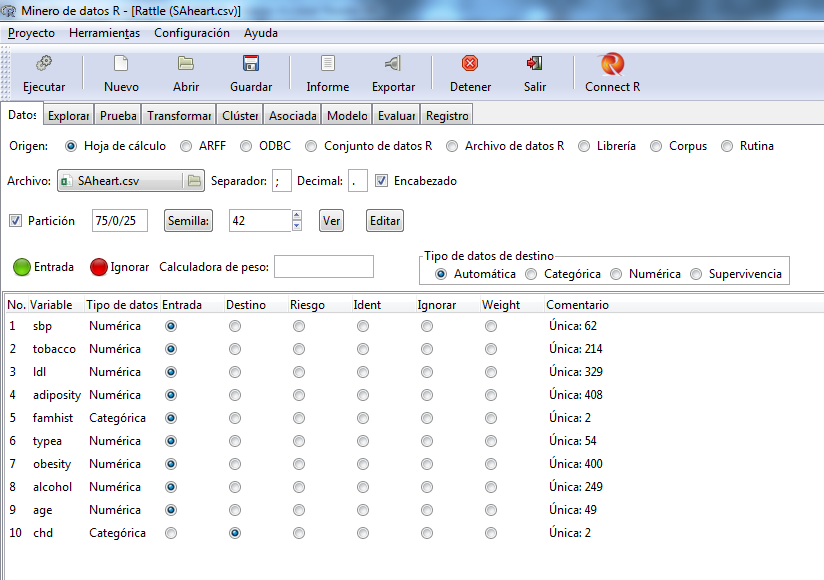 Minero de datos R - [Rattle (SAheart.csv)]
Proyecto Herramientas Configuración Ayuda
Ejecutar Nuevo Abrir Guardar Informe Exportar Detener Salir Connect R
Datos Explorar Prueba Transformar Clúster Asociada Modelo Evaluar Registro
Origen: Hoja de cálculo ARFF ODBC Conjunto de datos R Archivo de datos R Librería Corpus Rutina
Archivo: SAheart.csv Separador: ; Decimal: . Encabezado
Partición 75/0/25 Semilla: 42 Ver Editar
Tipo de datos de destino
Entrada Ignorar Calculadora de peso: Automática Categórica Numérica Supervivencia
No. Variable Tipo de datos Entrada Destino Riesgo Ident Ignorar Weight Comentario
1 sbp Numérica Única: 62
2 tobacco Numérica Única: 214
3 ldl Numérica Única: 329
4 adiposity Numérica Única: 408
5 famhist Categórica Única: 2
6 typea Numérica Única: 54
7 obesity Numérica Única: 400
8 alcohol Numérica Única: 249
9 age Numérica Única: 49
10 chd Categórica Única: 2